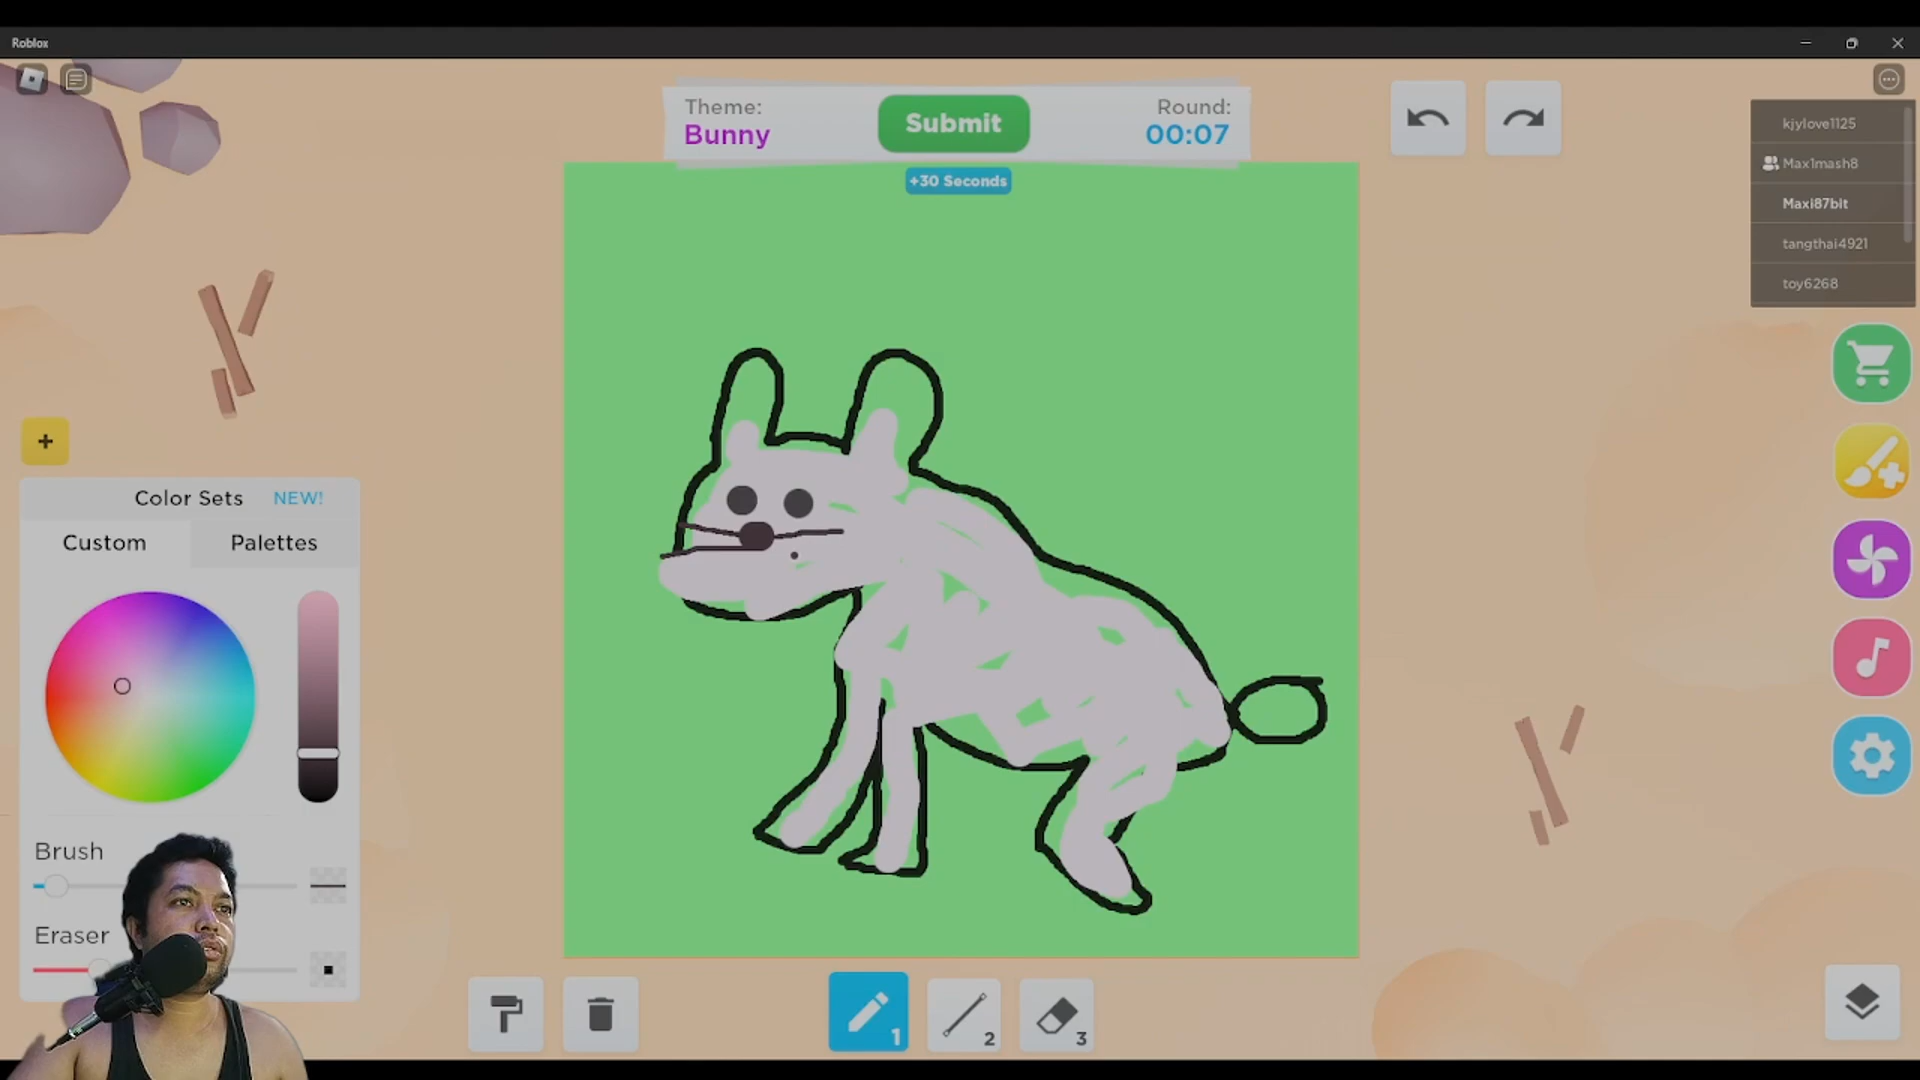 Roblox
Theme:
Bunny
Submit
Round:
00:07
+30 Seconds
kjylove1125
Max1mash8
Maxi87bit
tangthai4921
toy6268
+
Color Sets NEW!
Custom
Palettes
Brush
Eraser
1
2
3